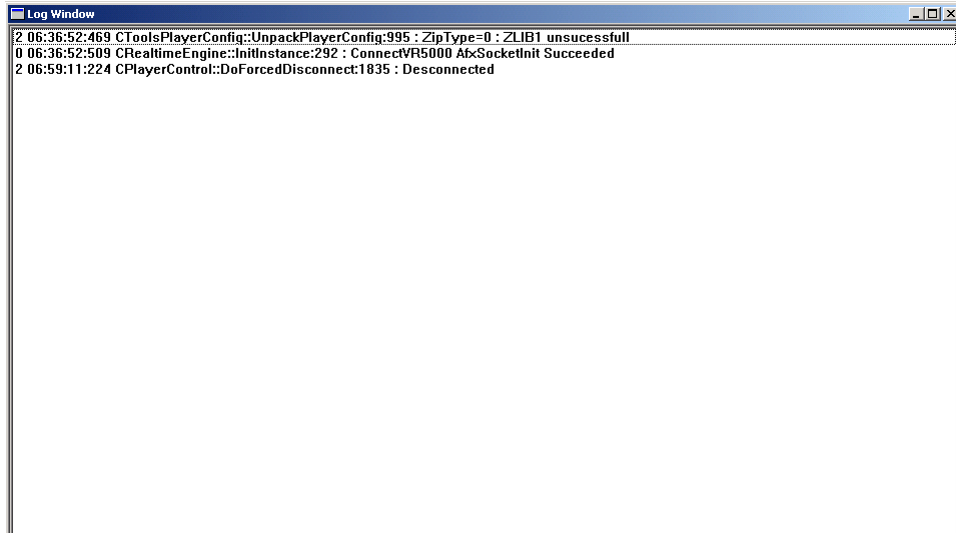 Log Window
2 06:36:52:469 CToolsPlayerConfig::UnpackPlayerConfig:995 : ZipType=0 : ZLIB1 unsucessfull
0 06:36:52:509 CRealtimeEngine::InitInstance:292 : ConnectVR5000 AfxSocketInit Succeeded
2 06:59:11:224 CPlayerControl::DoForcedDisconnect:1835 : Desconnected